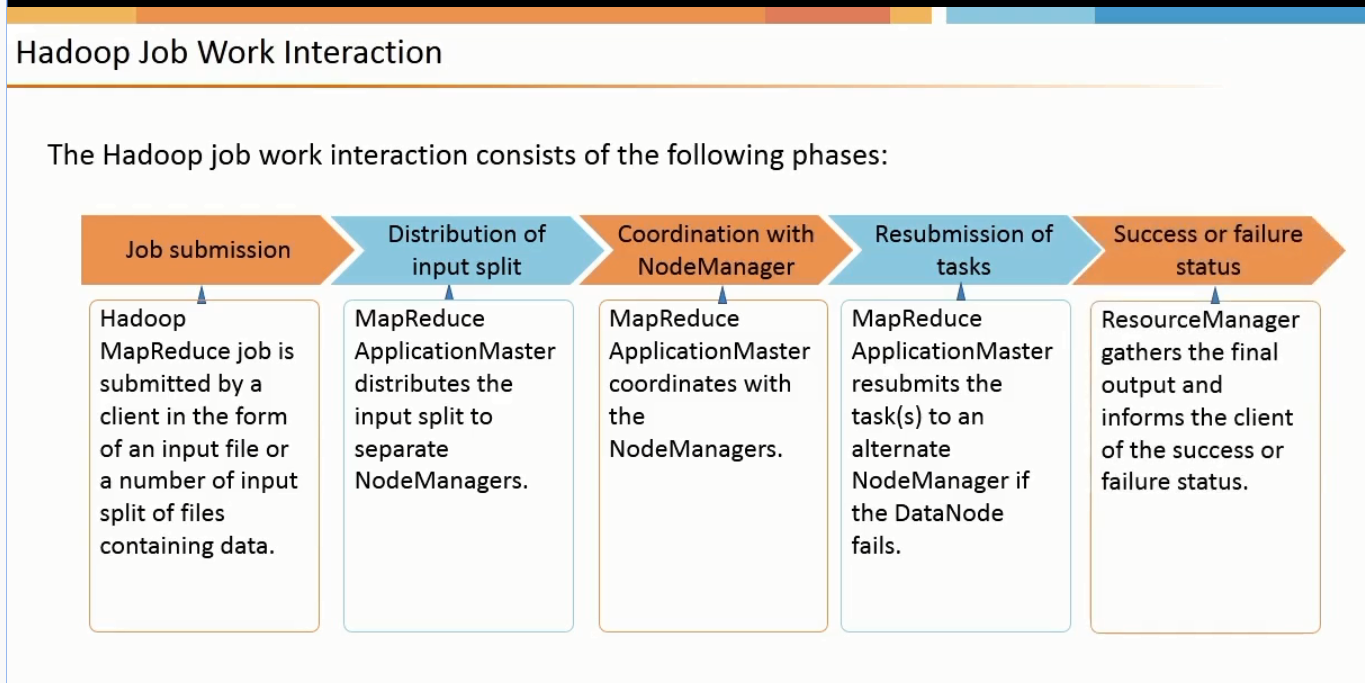 Hadoop Job Work Interaction
The Hadoop job work interaction consists of the following phases:
Job submission
Distribution of
input split
Coordination with
NodeManager
Resubmission of
tasks
Success or failure
status
Hadoop
MapReduce job is
submitted by a
client in the form
of an input file or
a number of input
split of files
containing data.
MapReduce
ApplicationMaster
distributes the
input split to
separate
NodeManagers.
MapReduce
ApplicationMaster
coordinates with
the
NodeManagers.
MapReduce
ApplicationMaster
resubmits the
task(s) to an
alternate
NodeManager if
the DataNode
fails.
ResourceManager
gathers the final
output and
informs the client
of the success or
failure status.